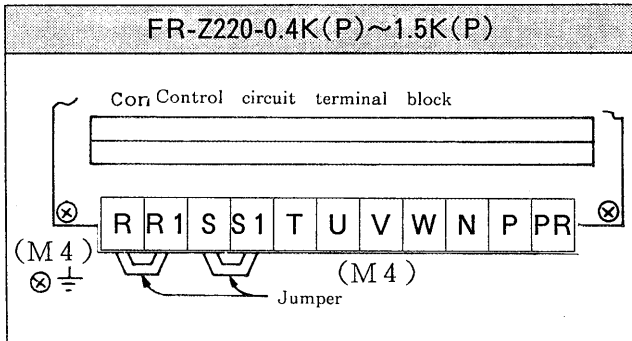 FR-Z220-0.4K(P)～1.5K(P)
Con Control circuit terminal block
R R1 S S1 T U V W N P PR
(M4)
(M4)
Jumper